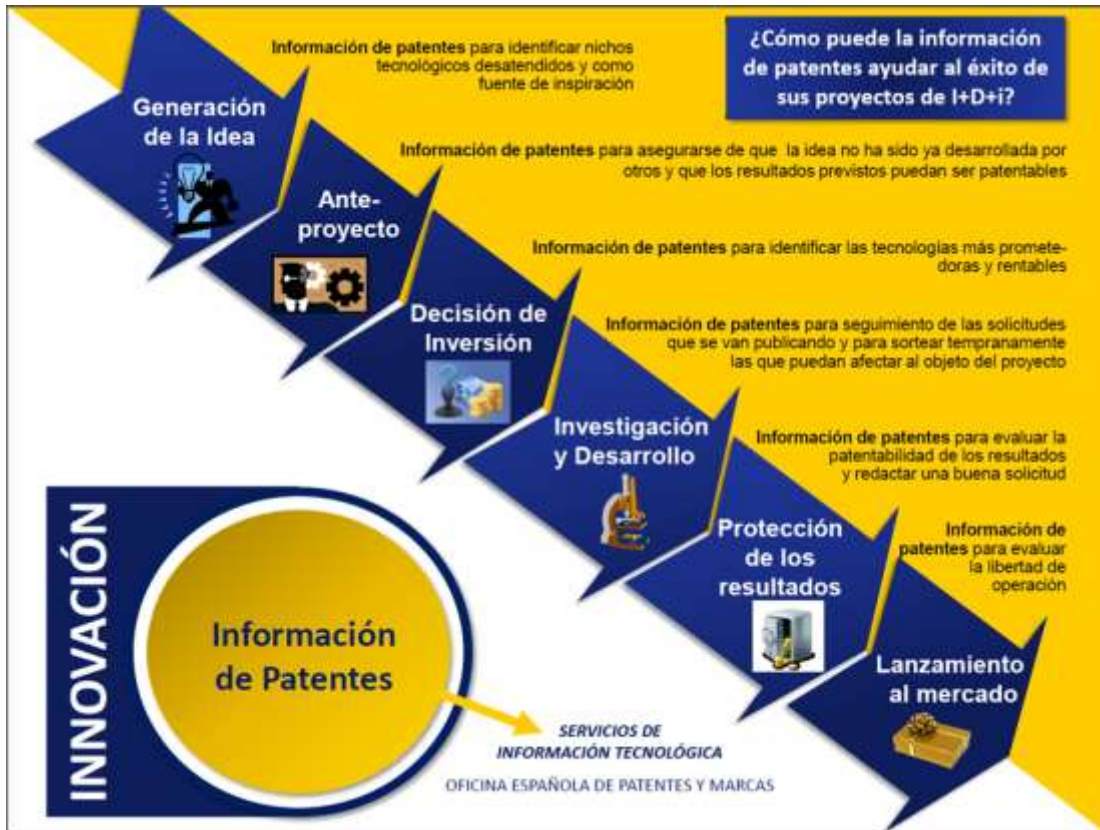 ¿Cómo puede la información
de patentes ayudar al éxito de
sus proyectos de I+D+i?
Generación
de la Idea
Información de patentes para identificar nichos
tecnológicos desatendidos y como
fuente de inspiración
Ante-
proyecto
Información de patentes para asegurarse de que la idea no ha sido ya desarrollada por
otros y que los resultados previstos puedan ser patentables
Decisión de
Inversión
Información de patentes para identificar las tecnologías más promete-
doras y rentables
Investigación
y Desarrollo
Información de patentes para seguimiento de las solicitudes
que se van publicando y para sortear tempranamente
las que puedan afectar al objeto del proyecto
Protección
de los
resultados
Información de patentes para evaluar la
patentabilidad de los resultados
y redactar una buena solicitud
Lanzamiento
al mercado
Información de
patentes para evaluar
la libertad de
operación
INNOVACIÓN
Información
de Patentes
SERVICIOS DE
INFORMACIÓN TECNOLÓGICA
OFICINA ESPAÑOLA DE PATENTES Y MARCAS